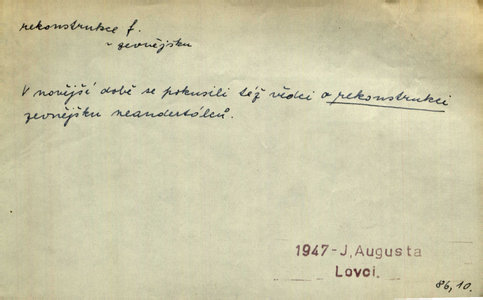 rekonstrukce f.
~ zevnějšku
V novější době se pokusili též vědci o rekonstrukci
zevnějšku neandertálců.
1947-J.Augusta
Lovci.
86,10.